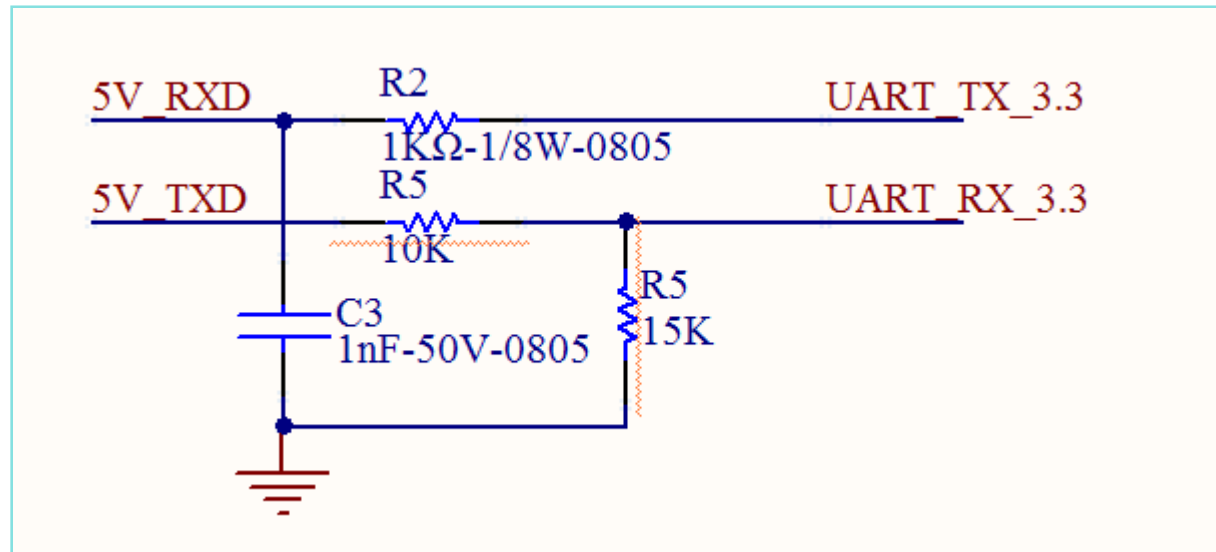 5V_RXD
R2
UART_TX_3.3
1KΩ-1/8W-0805
5V_TXD
R5
UART_RX_3.3
10K
R5
15K
C3
1nF-50V-0805